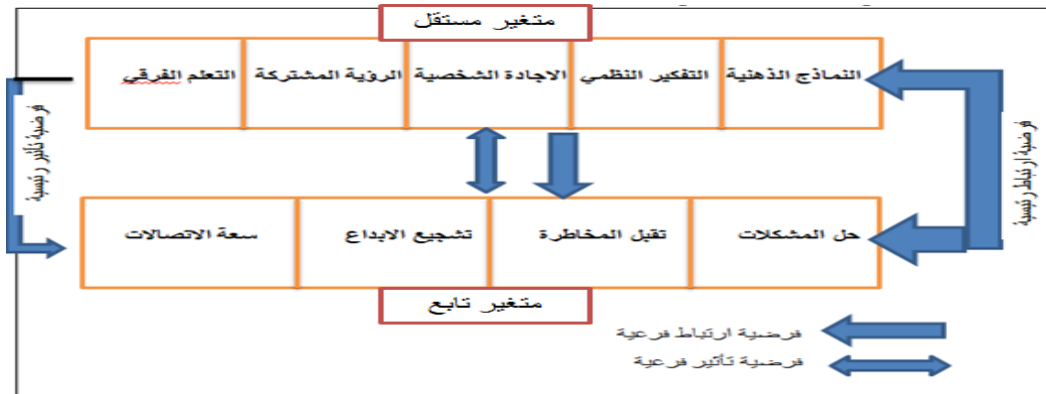 متغير مستقل
النماذج الذهنية
التفكير النظمي
الاجادة الشخصية
الرؤية المشتركة
التعلم الفرقي
فرضية ارتباط رئيسية
فرضية تأثير رئيسية
حل المشكلات
تقبل المخاطرة
تشجيع الابداع
سعة الاتصالات
متغير تابع
فرضية ارتباط فرعية
فرضية تأثير فرعية